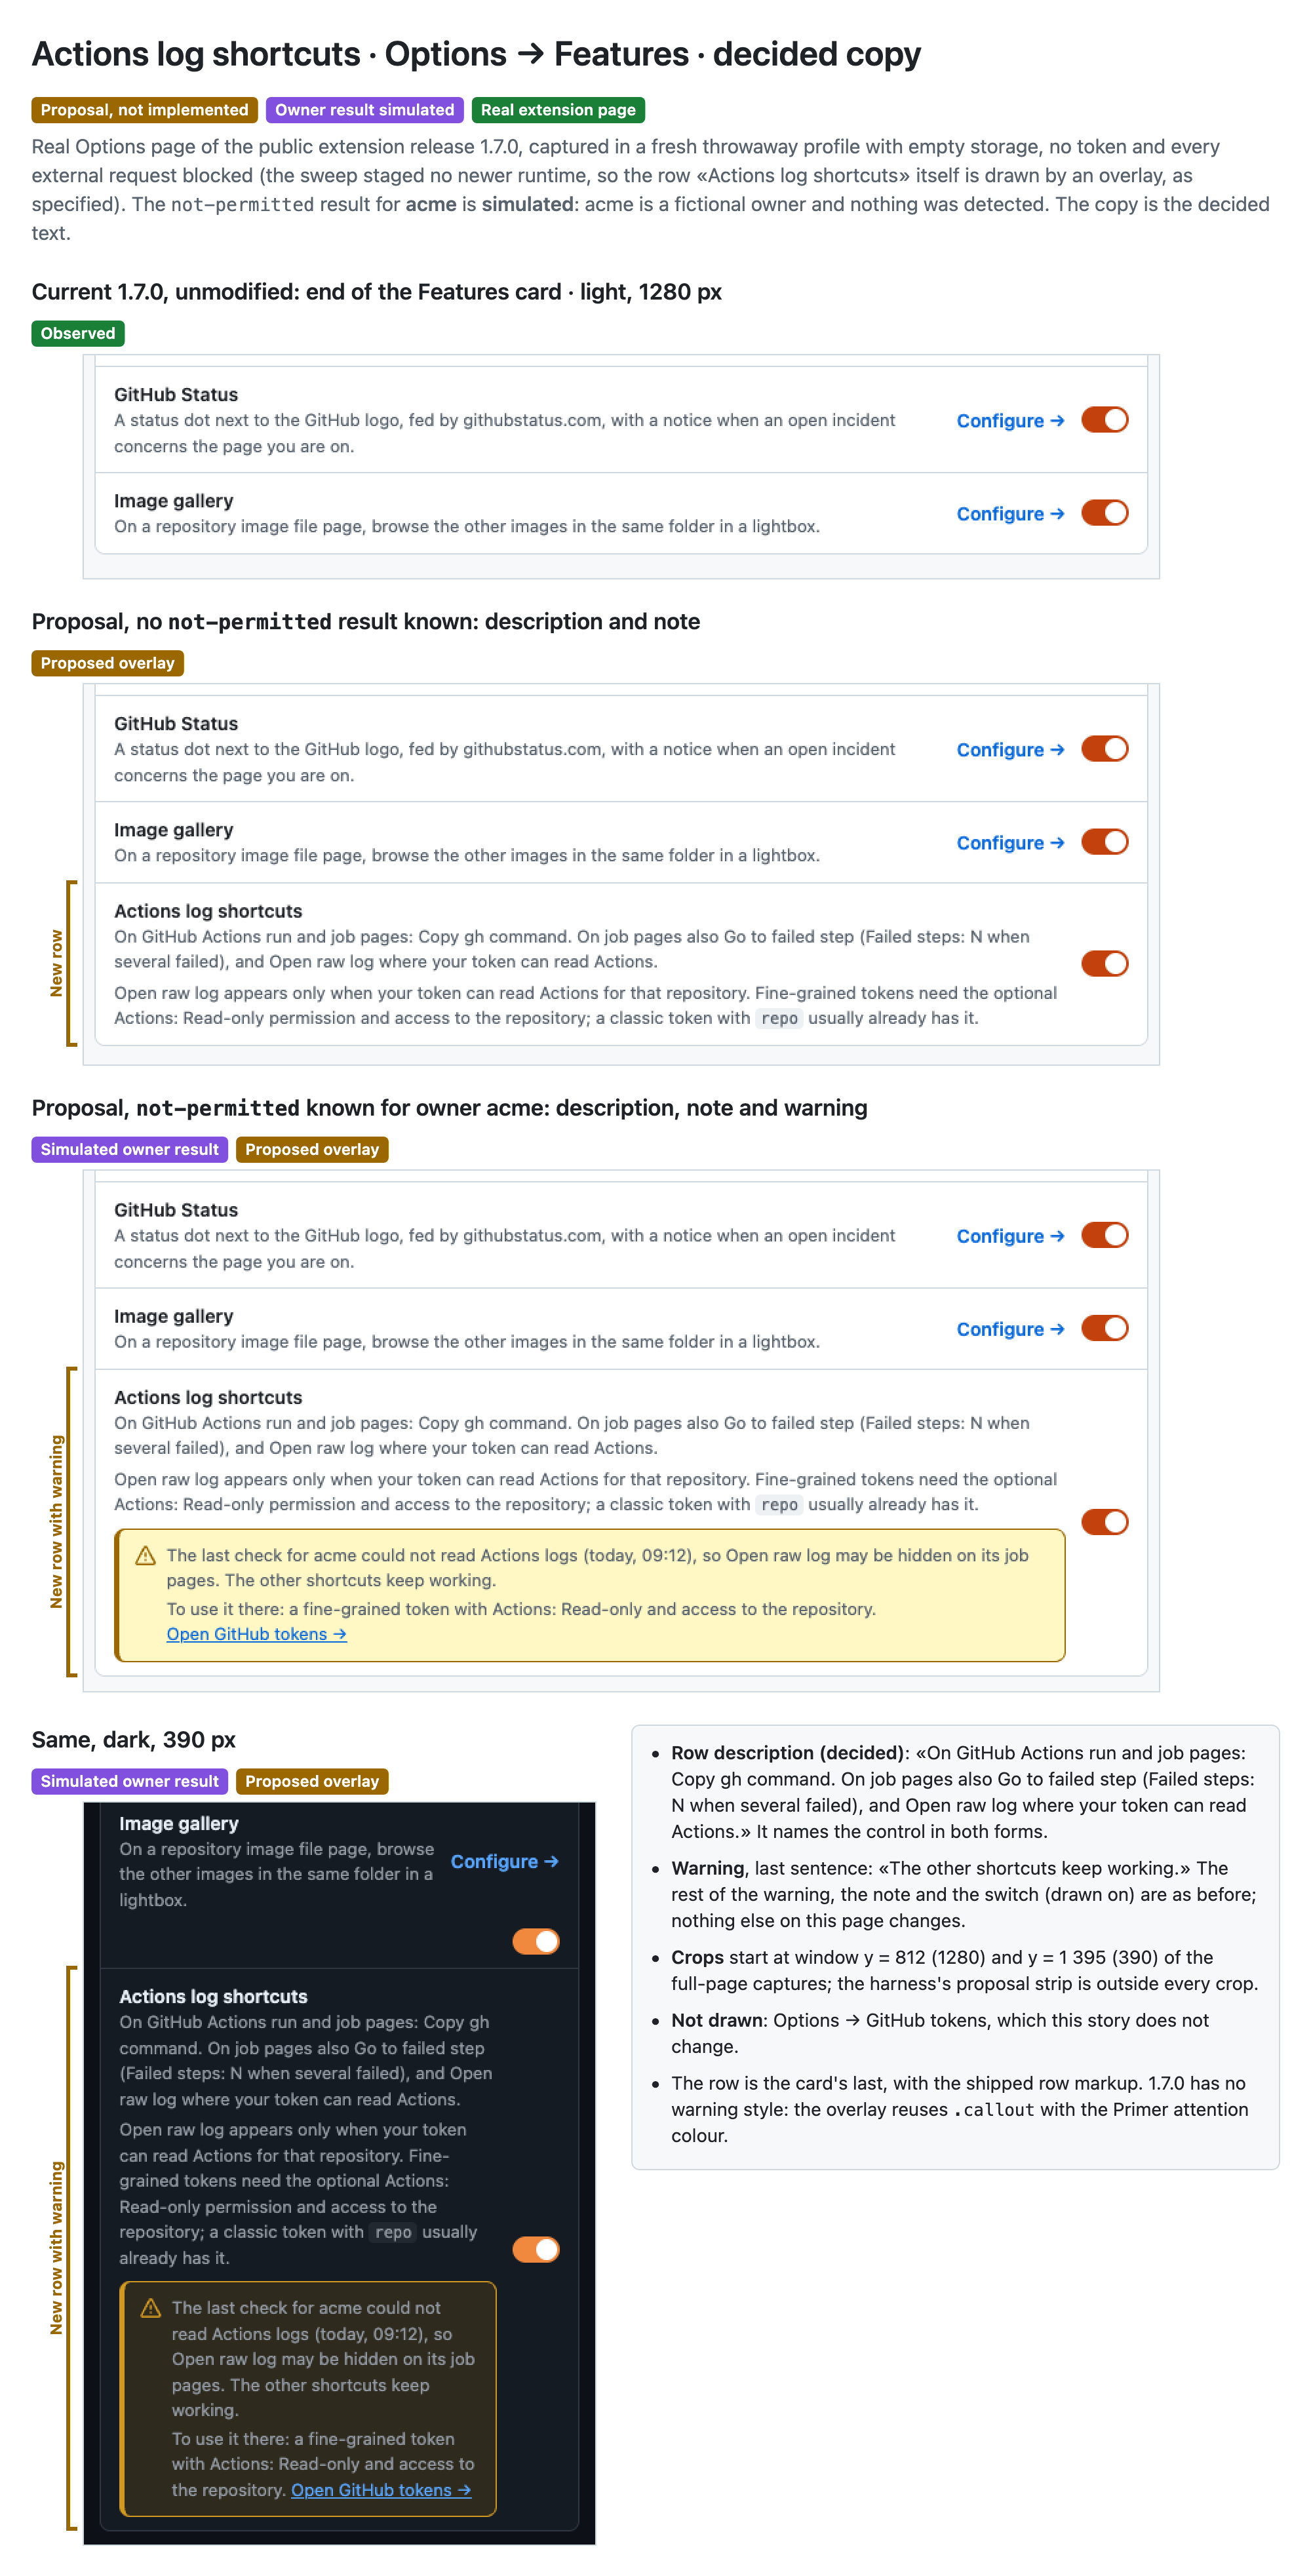 Actions log shortcuts · Options → Features · decided copy
Proposal, not implemented
Owner result simulated
Real extension page
Real Options page of the public extension release 1.7.0, captured in a fresh throwaway profile with empty storage, no token and every
external request blocked (the sweep staged no newer runtime, so the row «Actions log shortcuts» itself is drawn by an overlay, as
specified). The not-permitted result for acme is simulated: acme is a fictional owner and nothing was detected. The copy is the decided
text.
Current 1.7.0, unmodified: end of the Features card · light, 1280 px
Observed
GitHub Status
A status dot next to the GitHub logo, fed by githubstatus.com, with a notice when an open incident
concerns the page you are on.
Configure →
Image gallery
On a repository image file page, browse the other images in the same folder in a lightbox.
Configure →
Proposal, no not-permitted result known: description and note
Proposed overlay
GitHub Status
A status dot next to the GitHub logo, fed by githubstatus.com, with a notice when an open incident
concerns the page you are on.
Configure →
Image gallery
On a repository image file page, browse the other images in the same folder in a lightbox.
Configure →
New row
Actions log shortcuts
On GitHub Actions run and job pages: Copy gh command. On job pages also Go to failed step (Failed steps: N when
several failed), and Open raw log where your token can read Actions.
Open raw log appears only when your token can read Actions for that repository. Fine-grained tokens need the optional
Actions: Read-only permission and access to the repository; a classic token with repo usually already has it.
Proposal, not-permitted known for owner acme: description, note and warning
Simulated owner result
Proposed overlay
GitHub Status
A status dot next to the GitHub logo, fed by githubstatus.com, with a notice when an open incident
concerns the page you are on.
Configure →
Image gallery
On a repository image file page, browse the other images in the same folder in a lightbox.
Configure →
New row with warning
Actions log shortcuts
On GitHub Actions run and job pages: Copy gh command. On job pages also Go to failed step (Failed steps: N when
several failed), and Open raw log where your token can read Actions.
Open raw log appears only when your token can read Actions for that repository. Fine-grained tokens need the optional
Actions: Read-only permission and access to the repository; a classic token with repo usually already has it.
The last check for acme could not read Actions logs (today, 09:12), so Open raw log may be hidden on its job
pages. The other shortcuts keep working.
To use it there: a fine-grained token with Actions: Read-only and access to the repository.
Open GitHub tokens →
Same, dark, 390 px
Simulated owner result
Proposed overlay
Image gallery
On a repository image file page, browse
the other images in the same folder in a
lightbox.
Configure →
New row with warning
Actions log shortcuts
On GitHub Actions run and job pages: Copy gh
command. On job pages also Go to failed step
(Failed steps: N when several failed), and Open
raw log where your token can read Actions.
Open raw log appears only when your token
can read Actions for that repository. Fine-
grained tokens need the optional Actions:
Read-only permission and access to the
repository; a classic token with repo usually
already has it.
The last check for acme could not
read Actions logs (today, 09:12), so
Open raw log may be hidden on its job
pages. The other shortcuts keep
working.
To use it there: a fine-grained token
with Actions: Read-only and access to
the repository. Open GitHub tokens →
• Row description (decided): «On GitHub Actions run and job pages:
Copy gh command. On job pages also Go to failed step (Failed steps:
N when several failed), and Open raw log where your token can read
Actions.» It names the control in both forms.
• Warning, last sentence: «The other shortcuts keep working.» The
rest of the warning, the note and the switch (drawn on) are as before;
nothing else on this page changes.
• Crops start at window y = 812 (1280) and y = 1 395 (390) of the
full-page captures; the harness's proposal strip is outside every crop.
• Not drawn: Options → GitHub tokens, which this story does not
change.
• The row is the card's last, with the shipped row markup. 1.7.0 has no
warning style: the overlay reuses .callout with the Primer attention
colour.